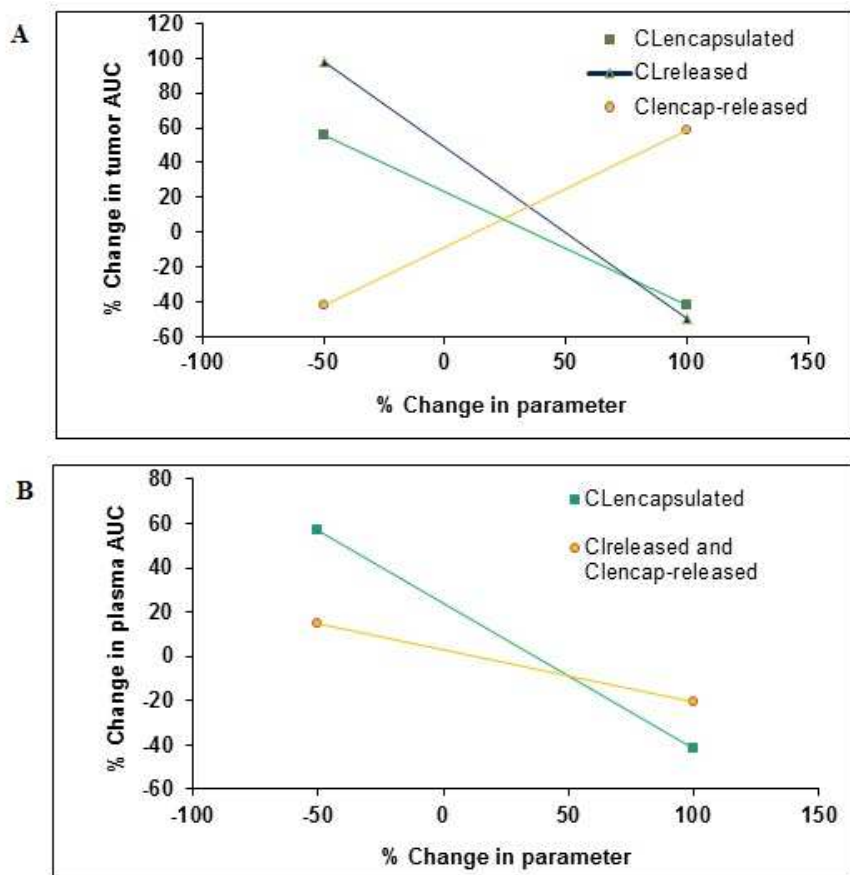 A
% Change in tumor AUC
120
100
80
60
40
20
0
-20
-40
-60
CLencapsulated
CLreleased
Clencap-released
-100 -50 0 50 100 150
% Change in parameter
B
% Change in plasma AUC
80
60
40
20
0
-20
-40
-60
CLencapsulated
Clreleased and
Clencap-released
-100 -50 0 50 100 150
% Change in parameter